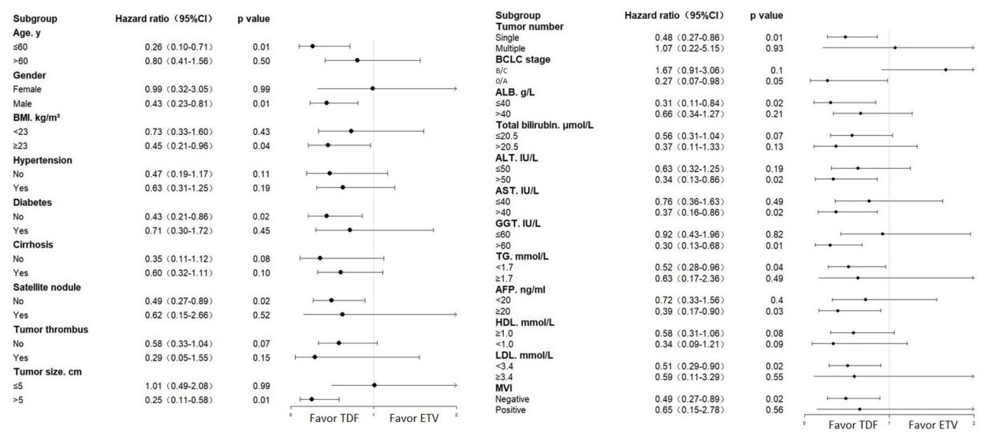 Subgroup Hazard ratio（95%CI） p value
Age. y
≤60 0.26（0.10-0.71） 0.01
>60 0.80（0.41-1.56） 0.50
Gender
Female 0.99（0.32-3.05） 0.99
Male 0.43（0.23-0.81） 0.01
BMI. kg/m²
<23 0.73（0.33-1.60） 0.43
≥23 0.45（0.21-0.96） 0.04
Hypertension
No 0.47（0.19-1.17） 0.11
Yes 0.63（0.31-1.25） 0.19
Diabetes
No 0.43（0.21-0.86） 0.02
Yes 0.71（0.30-1.72） 0.45
Cirrhosis
No 0.35（0.11-1.12） 0.08
Yes 0.60（0.32-1.11） 0.10
Satellite nodule
No 0.49（0.27-0.89） 0.02
Yes 0.62（0.15-2.66） 0.52
Tumor thrombus
No 0.58（0.33-1.04） 0.07
Yes 0.29（0.05-1.55） 0.15
Tumor size. cm
≤5 1.01（0.49-2.08） 0.99
>5 0.25（0.11-0.58） 0.01
0 1 2
Favor TDF Favor ETV
Subgroup Hazard ratio（95%CI） p value
Tumor number
Single 0.48（0.27-0.86） 0.01
Multiple 1.07（0.22-5.15） 0.93
BCLC stage
B/C 1.67（0.91-3.06） 0.1
0/A 0.27（0.07-0.98） 0.05
ALB. g/L
≤40 0.31（0.11-0.84） 0.02
>40 0.66（0.34-1.27） 0.21
Total bilirubin. μmol/L
≤20.5 0.56（0.31-1.04） 0.07
>20.5 0.37（0.11-1.33） 0.13
ALT. IU/L
≤50 0.63（0.32-1.25） 0.19
>50 0.34（0.13-0.86） 0.02
AST. IU/L
≤40 0.76（0.36-1.63） 0.49
>40 0.37（0.16-0.86） 0.02
GGT. IU/L
≤60 0.92（0.43-1.96） 0.82
>60 0.30（0.13-0.68） 0.01
TG. mmol/L
<1.7 0.52（0.28-0.96） 0.04
≥1.7 0.63（0.17-2.36） 0.49
AFP. ng/ml
<20 0.72（0.33-1.56） 0.4
≥20 0.39（0.17-0.90） 0.03
HDL. mmol/L
≥1.0 0.58（0.31-1.06） 0.08
<1.0 0.34（0.09-1.21） 0.09
LDL. mmol/L
<3.4 0.51（0.29-0.90） 0.02
≥3.4 0.59（0.11-3.29） 0.55
MVI
Negative 0.49（0.27-0.89） 0.02
Positive 0.65（0.15-2.78） 0.56
0 1 2
Favor TDF Favor ETV